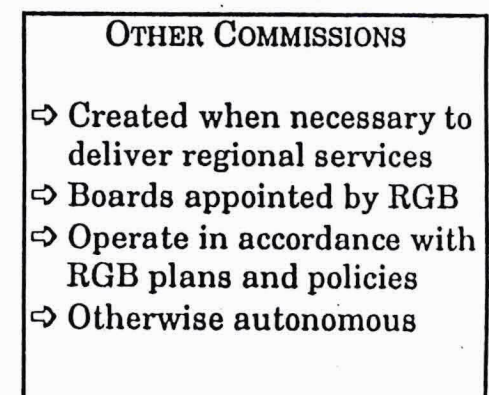 OTHER COMMISSIONS
➩ Created when necessary to
deliver regional services
➩ Boards appointed by RGB
➩ Operate in accordance with
RGB plans and policies
➩ Otherwise autonomous